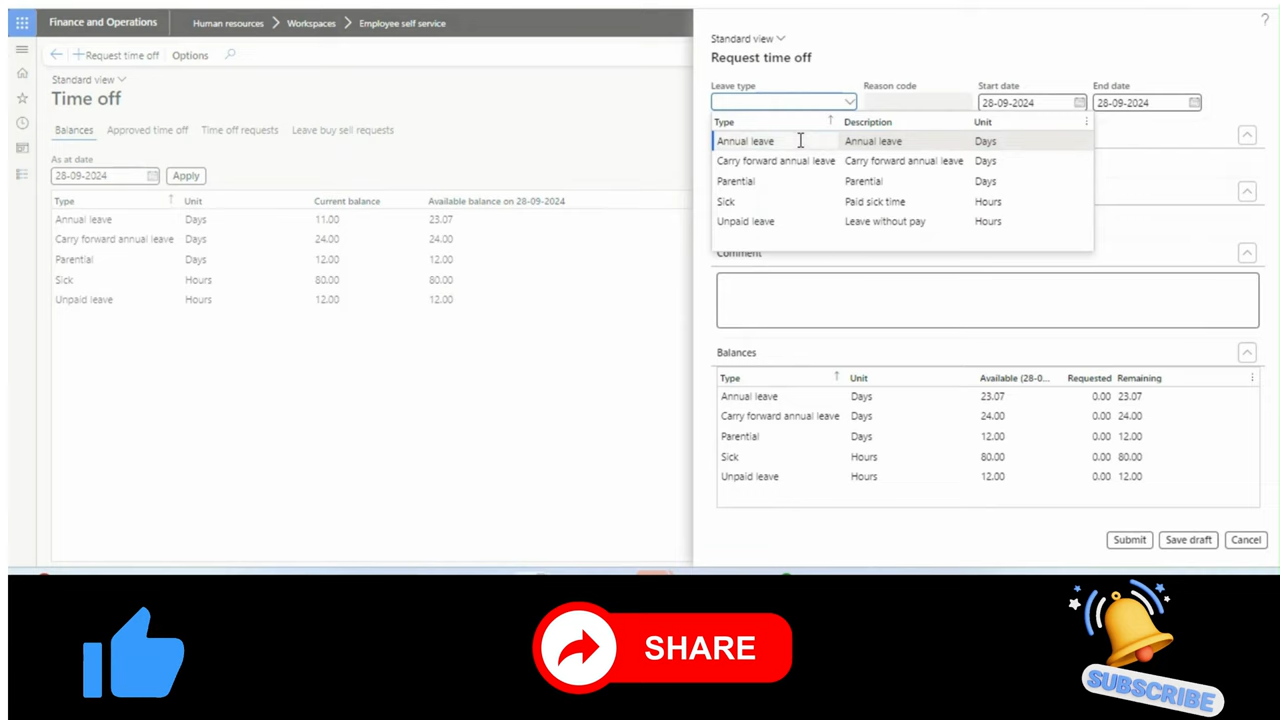 Finance and Operations
Human resources > Workspaces > Employee self service
?
Request time off Options
Standard view
Time off
Balances Approved time off Time off requests Leave buy sell requests
As at date
28-09-2024 Apply
Type Unit Current balance Available balance on 28-09-2024
Annual leave Days 11.00 23.07
Carry forward annual leave Days 24.00 24.00
Parential Days 12.00 12.00
Sick Hours 80.00 80.00
Unpaid leave Hours 12.00 12.00
Standard view
Request time off
Leave type Reason code Start date End date
28-09-2024 28-09-2024
Type Description Unit
Annual leave Annual leave Days
Carry forward annual leave Carry forward annual leave Days
Parential Parential Days
Sick Paid sick time Hours
Unpaid leave Leave without pay Hours
Comment
Balances
Type Unit Available (28-0... Requested Remaining
Annual leave Days 23.07 0.00 23.07
Carry forward annual leave Days 24.00 0.00 24.00
Parential Days 12.00 0.00 12.00
Sick Hours 80.00 0.00 80.00
Unpaid leave Hours 12.00 0.00 12.00
Submit Save draft Cancel
SHARE
SUBSCRIBE